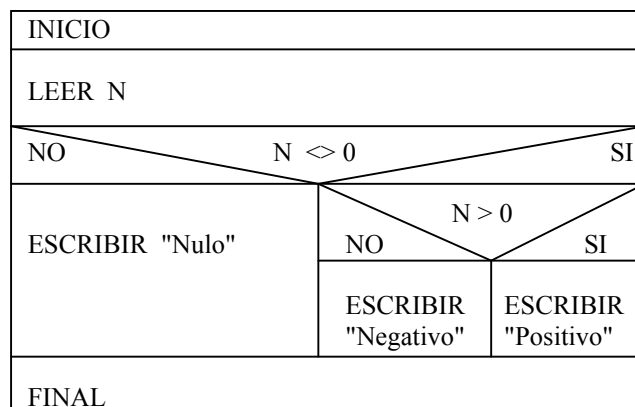 INICIO
LEER N
NO N <> 0 SI
N > 0
ESCRIBIR "Nulo" NO SI
ESCRIBIR ESCRIBIR
"Negativo" "Positivo"
FINAL